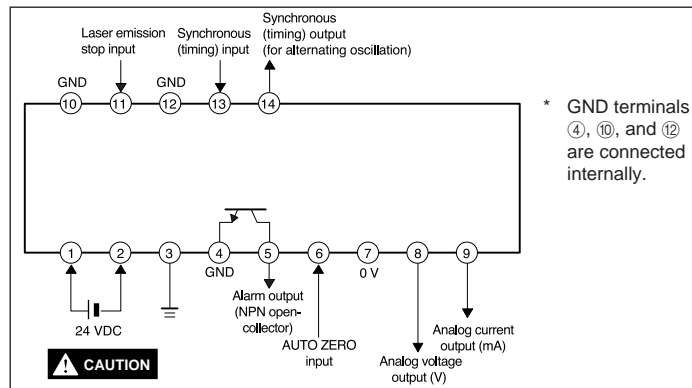 Laser emission
stop input
Synchronous
(timing) input
Synchronous
(timing) output
(for alternating oscillation)
GND
GND
10
11
12
13
14
* GND terminals
④, ⑩, and ⑫
are connected
internally.
1
2
3
4
5
6
7
8
9
GND
0 V
24 VDC
Alarm output
(NPN open-
collector)
AUTO ZERO
input
Analog voltage
output (V)
Analog current
output (mA)
CAUTION